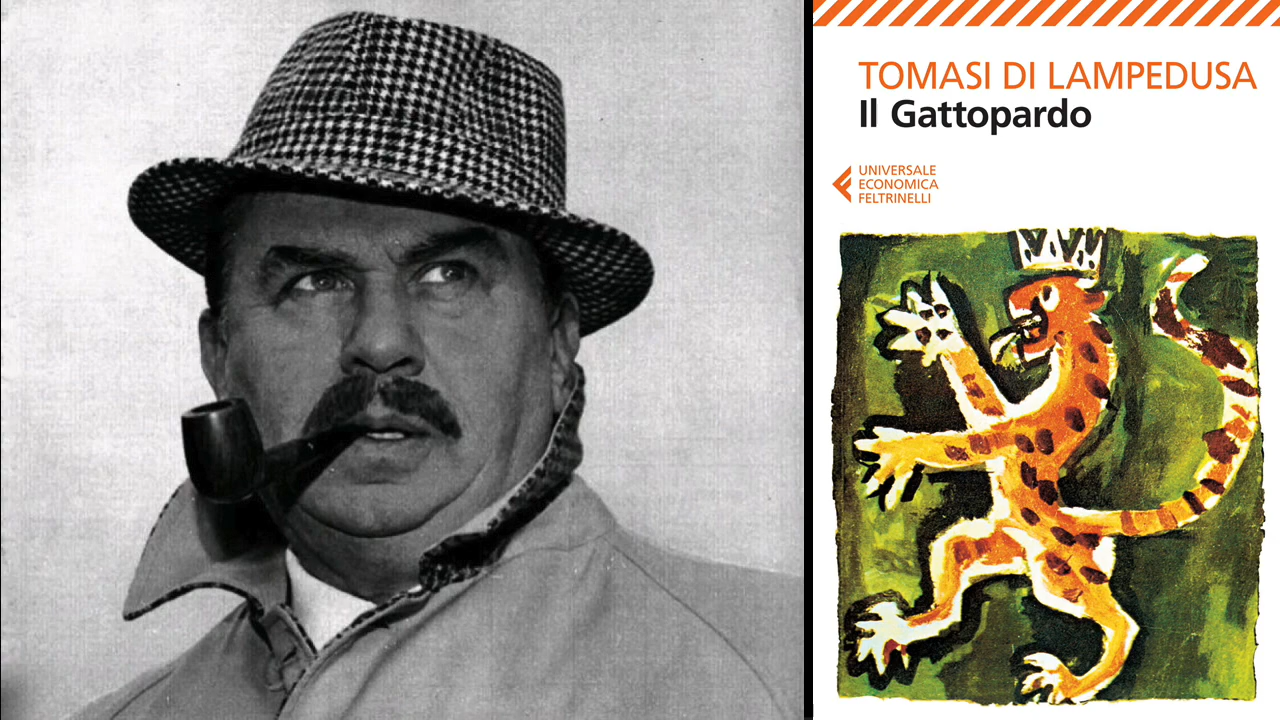 TOMASI DI LAMPEDUSA
Il Gattopardo
UNIVERSALE
ECONOMICA
FELTRINELLI